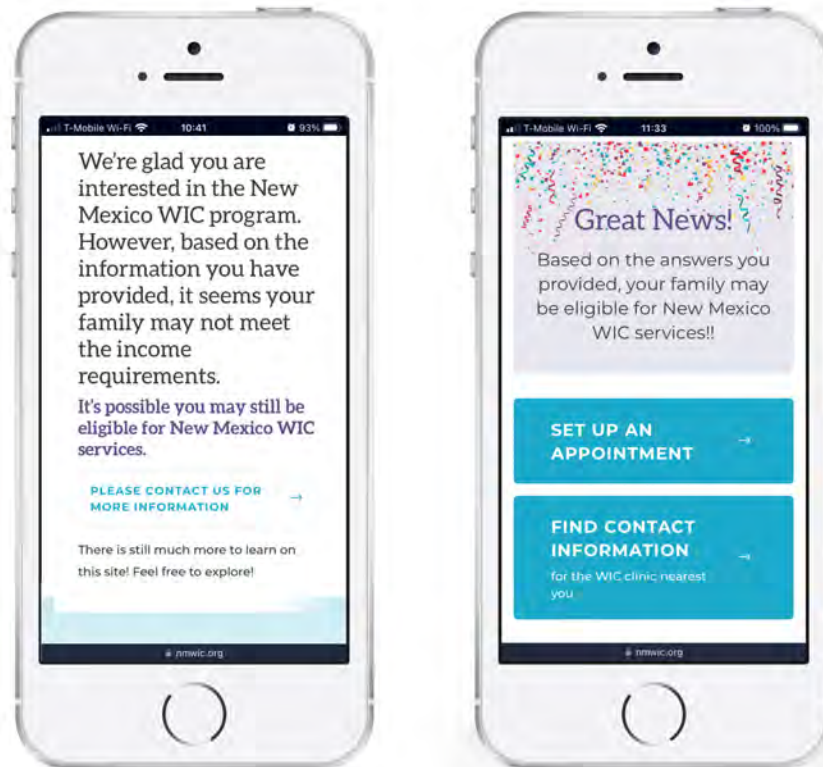 T-Mobile Wi-Fi 10:41 93%
We're glad you are
interested in the New
Mexico WIC program.
However, based on the
information you have
provided, it seems your
family may not meet
the income
requirements.
It's possible you may still be
eligible for New Mexico WIC
services.
PLEASE CONTACT US FOR
MORE INFORMATION →
There is still much more to learn on
this site! Feel free to explore!
nmwic.org
T-Mobile Wi-Fi 11:33 100%
Great News!
Based on the answers you
provided, your family may
be eligible for New Mexico
WIC services!!
SET UP AN
APPOINTMENT →
FIND CONTACT
INFORMATION →
for the WIC clinic nearest
you
nmwic.org